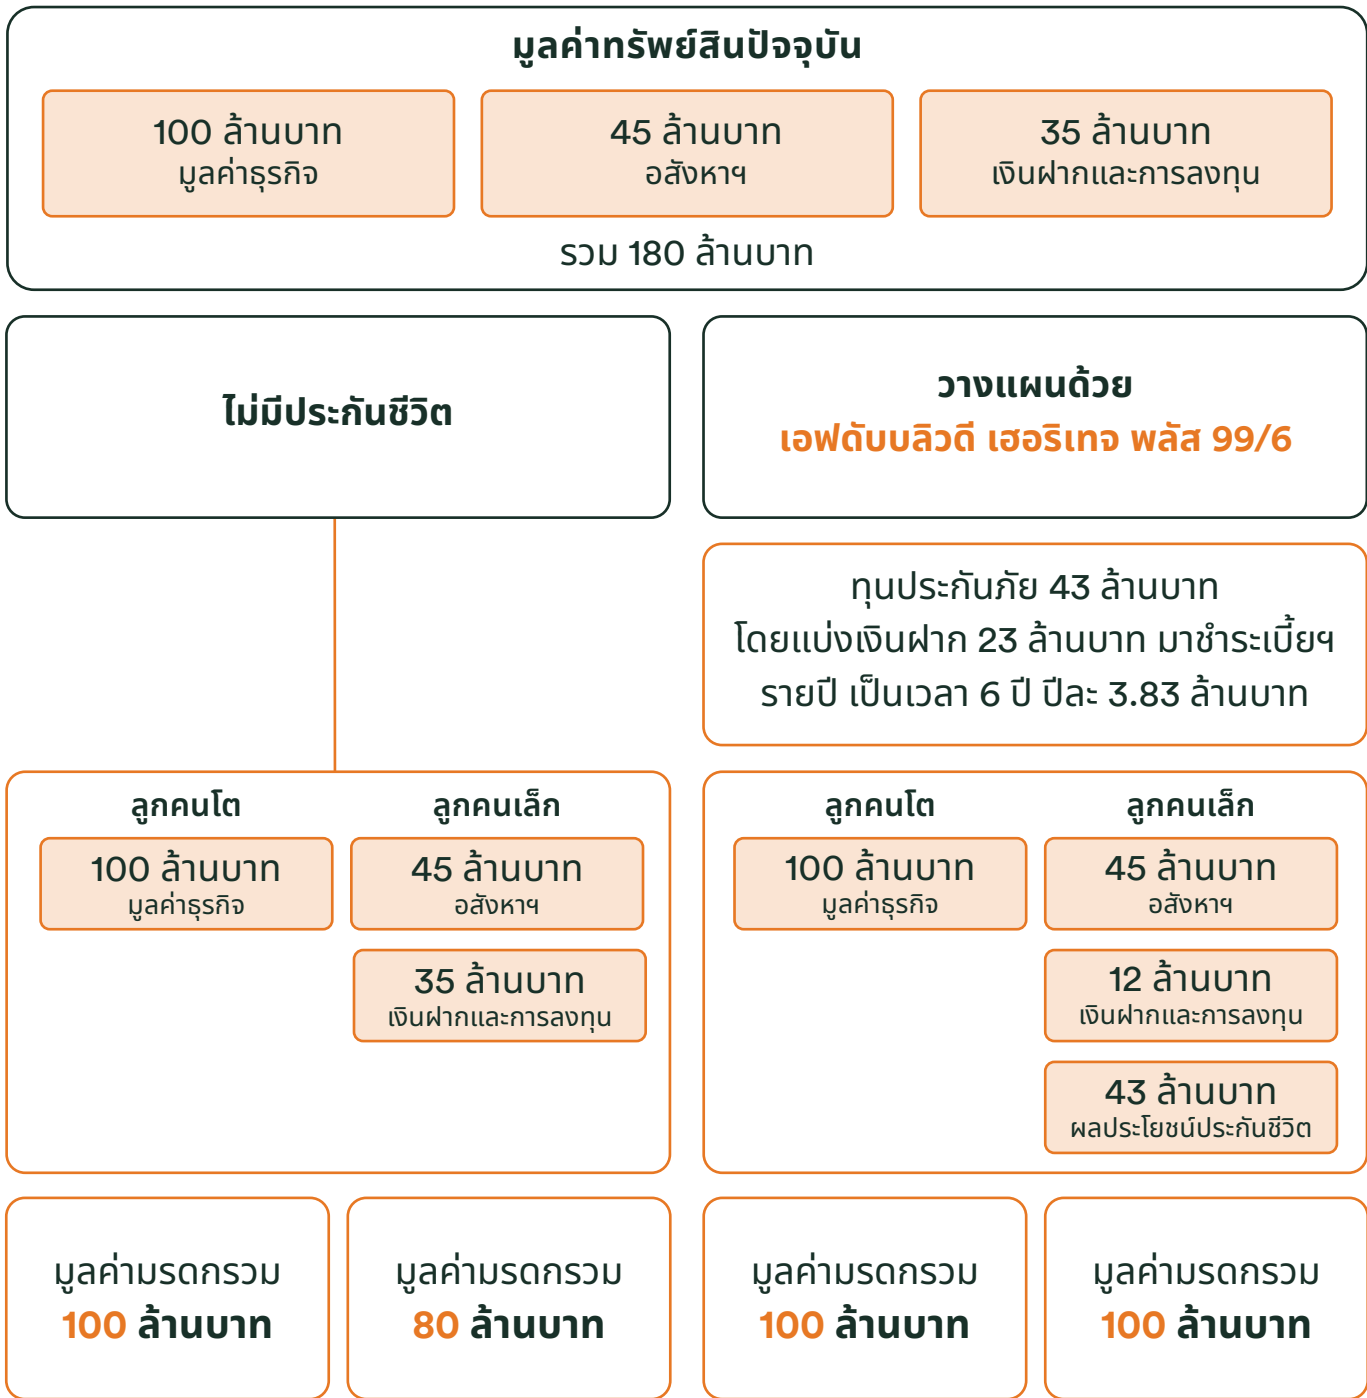 มูลค่าทรัพย์สินปัจจุบัน
100 ล้านบาท
มูลค่าธุรกิจ
45 ล้านบาท
อสังหาฯ
35 ล้านบาท
เงินฝากและการลงทุน
รวม 180 ล้านบาท
ไม่มีประกันชีวิต
วางแผนด้วย
เอฟดับบลิวดี เฮอริเทจ พลัส 99/6
ทุนประกันภัย 43 ล้านบาท
โดยแบ่งเงินฝาก 23 ล้านบาท มาชำระเบี้ยฯ
รายปี เป็นเวลา 6 ปี ปีละ 3.83 ล้านบาท
ลูกคนโต
100 ล้านบาท
มูลค่าธุรกิจ
ลูกคนเล็ก
45 ล้านบาท
อสังหาฯ
35 ล้านบาท
เงินฝากและการลงทุน
ลูกคนโต
100 ล้านบาท
มูลค่าธุรกิจ
ลูกคนเล็ก
45 ล้านบาท
อสังหาฯ
12 ล้านบาท
เงินฝากและการลงทุน
43 ล้านบาท
ผลประโยชน์ประกันชีวิต
มูลค่ามรดกรวม
100 ล้านบาท
มูลค่ามรดกรวม
80 ล้านบาท
มูลค่ามรดกรวม
100 ล้านบาท
มูลค่ามรดกรวม
100 ล้านบาท